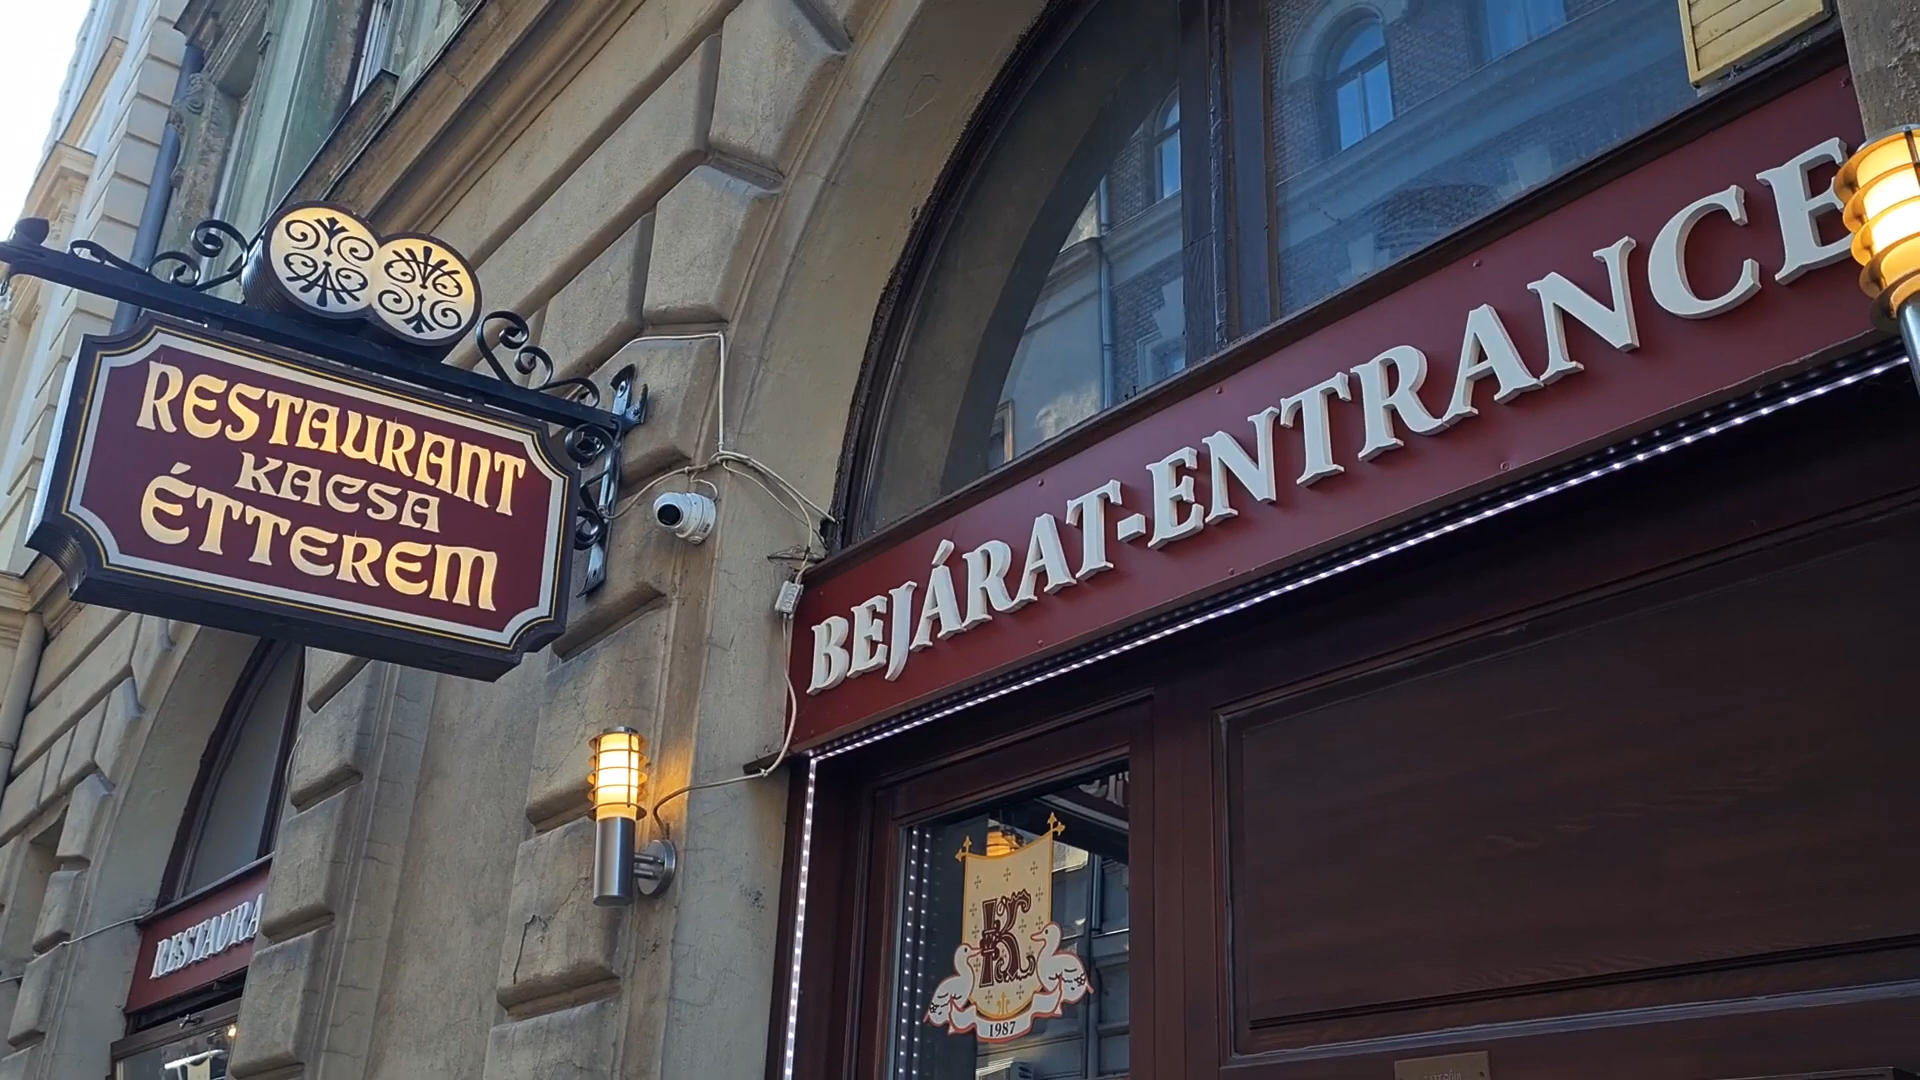 RESTAURANT
KACSA
ÉTTEREM
BEJÁRAT-ENTRANCE
RESTAURA
K
1987